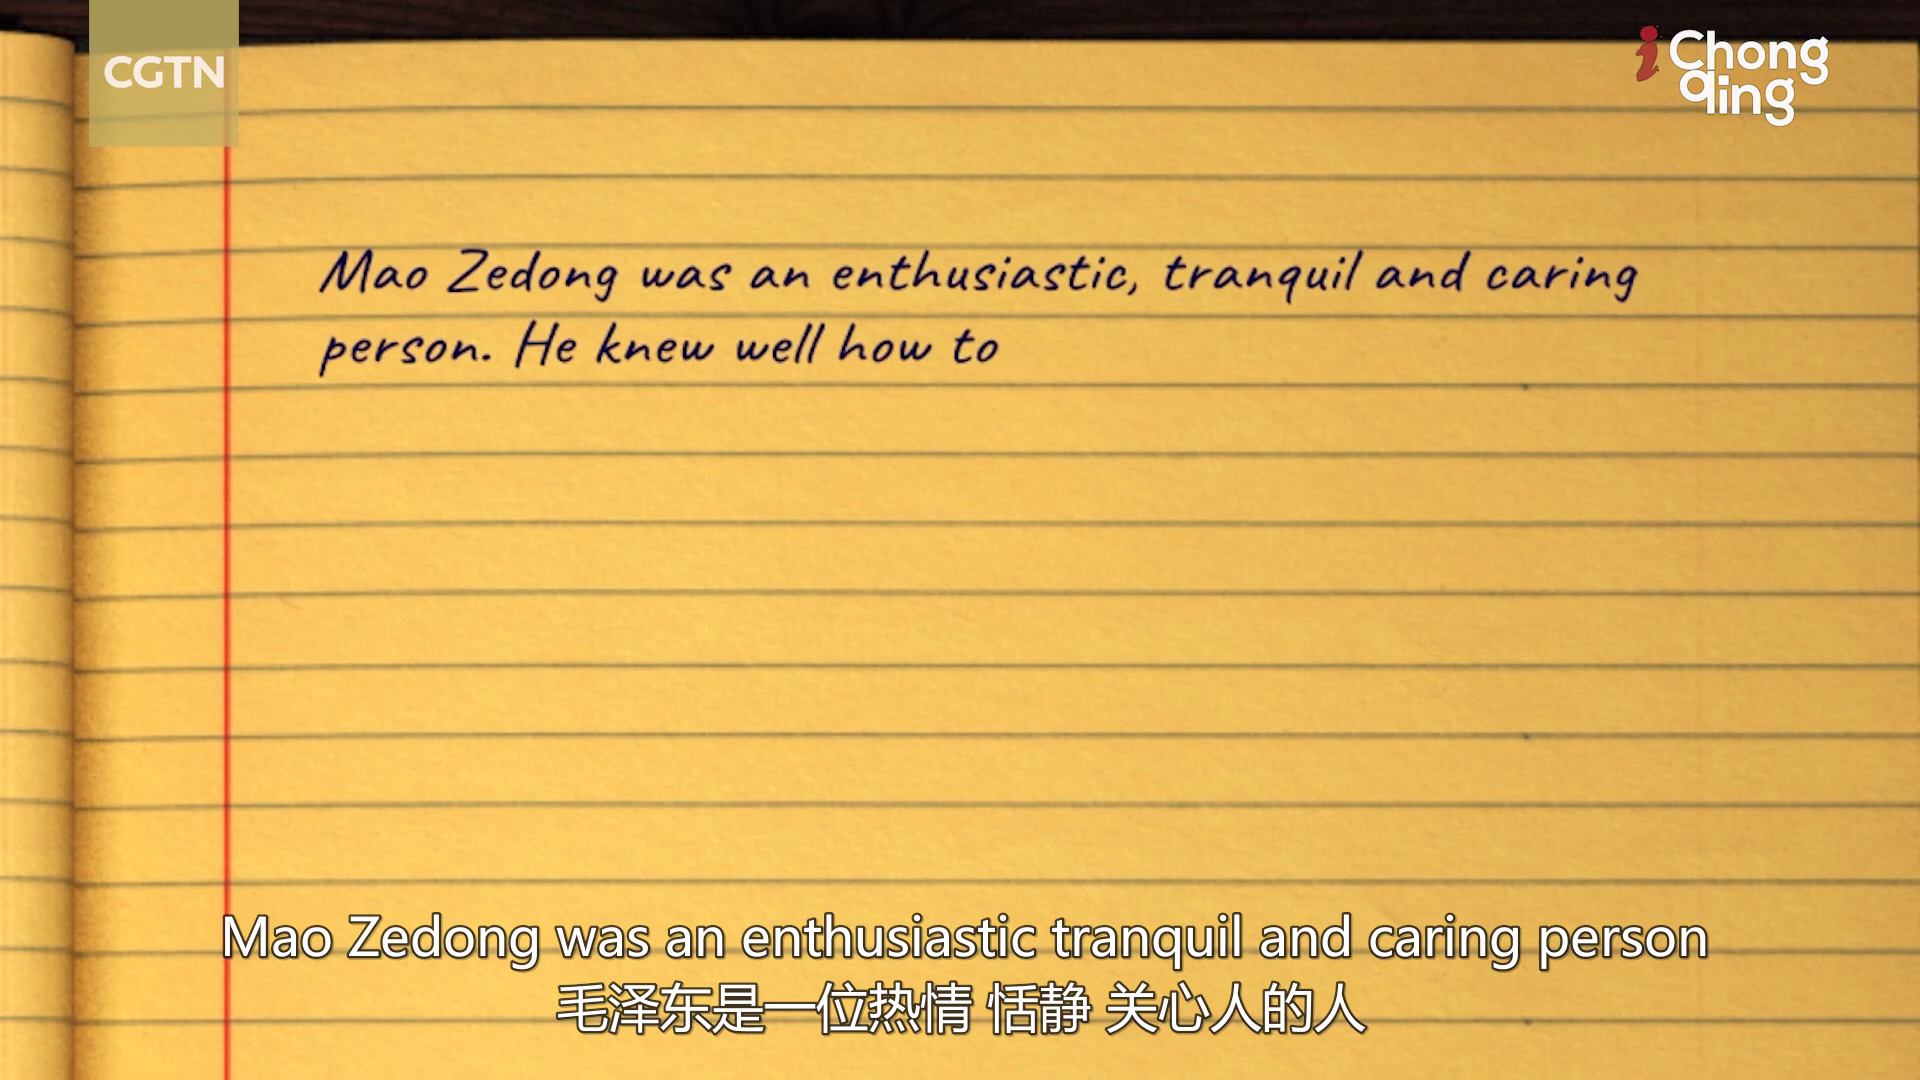 CGTN
i Chong
qing
Mao Zedong was an enthusiastic, tranquil and caring
person. He knew well how to
Mao Zedong was an enthusiastic tranquil and caring person
毛泽东是一位热情 恬静 关心人的人